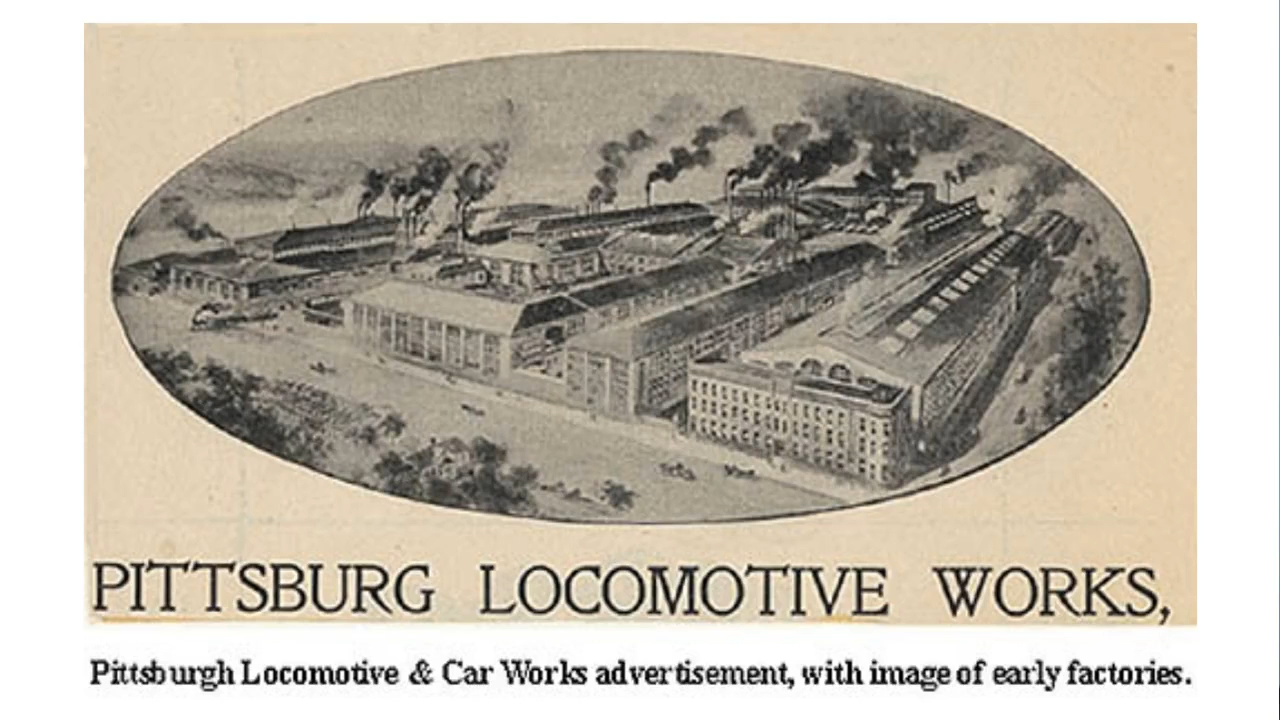 PITTSBURG LOCOMOTIVE WORKS,
Pittsburgh Locomotive & Car Works advertisement, with image of early factories.